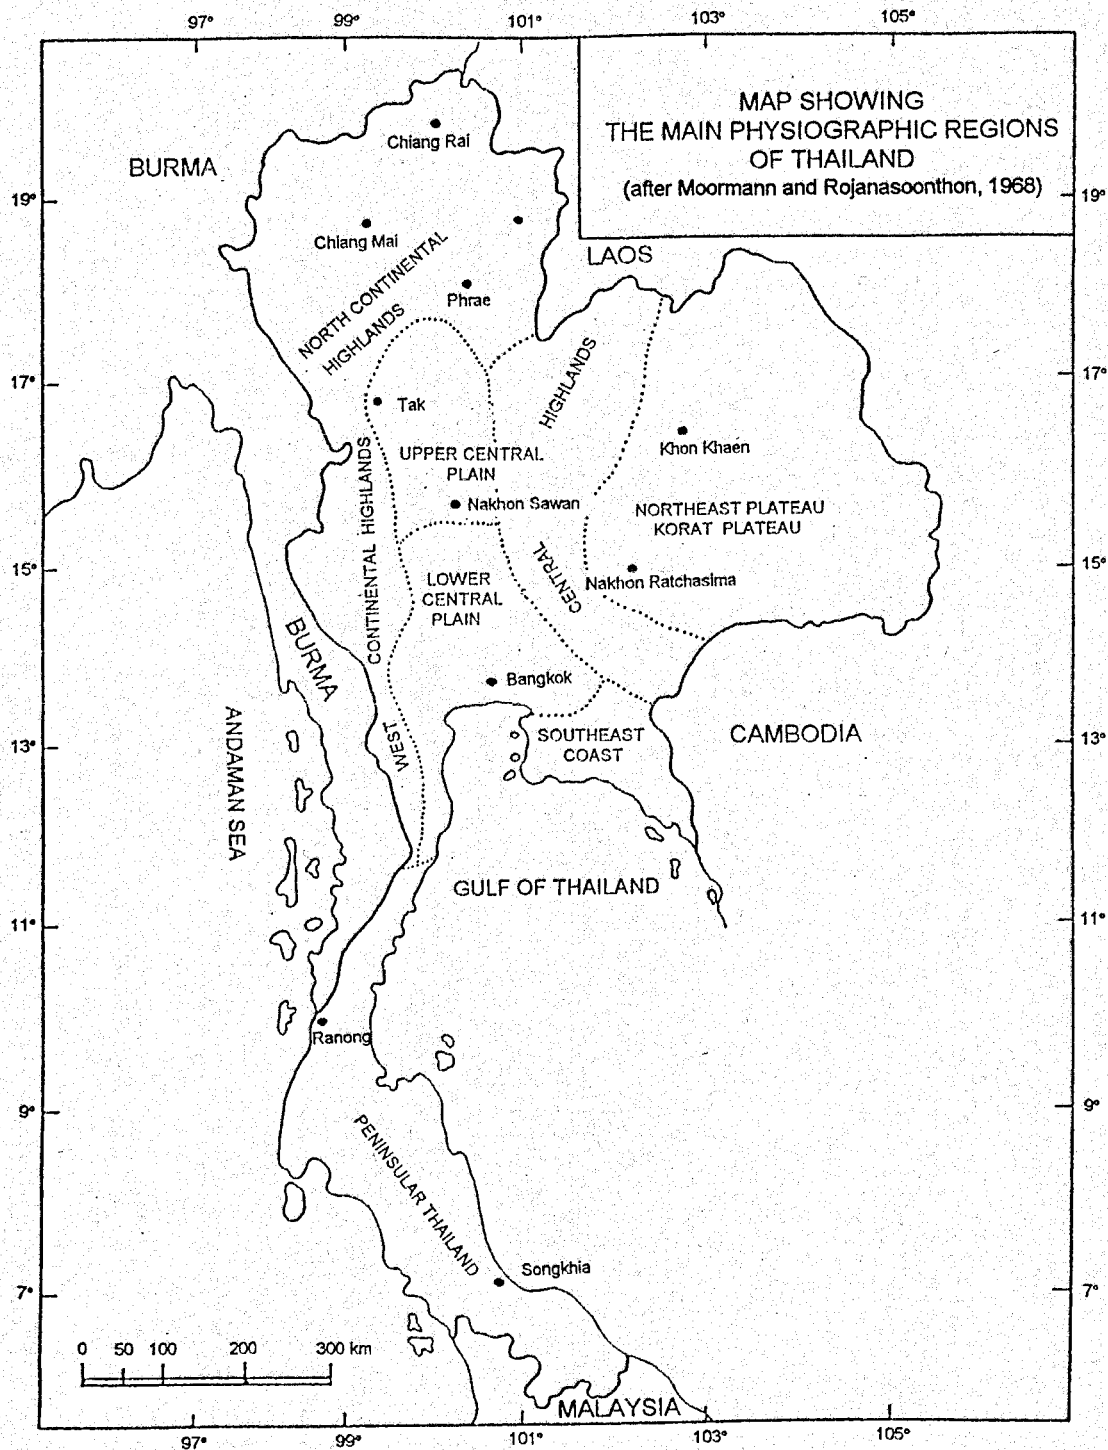 97°
99°
101°
103°
105°
MAP SHOWING
THE MAIN PHYSIOGRAPHIC REGIONS
OF THAILAND
(after Moormann and Rojanasoonthon, 1968)
BURMA
Chiang Rai
19°
19°
Chiang Mai
LAOS
NORTH CONTINENTAL
HIGHLANDS
Phrae
17°
17°
HIGHLANDS
Tak
Khon Khaen
UPPER CENTRAL
PLAIN
Nakhon Sawan
NORTHEAST PLATEAU
KORAT PLATEAU
CONTINENTAL HIGHLANDS
15°
15°
CENTRAL
Nakhon Ratchasima
LOWER
CENTRAL
PLAIN
BURMA
Bangkok
WEST
SOUTHEAST
COAST
CAMBODIA
13°
13°
ANDAMAN SEA
GULF OF THAILAND
11°
11°
Ranong
9°
9°
PENINSULAR THAILAND
Songkhia
7°
7°
0 50 100 200 300 km
MALAYSIA
97°
99°
101°
103°
105°